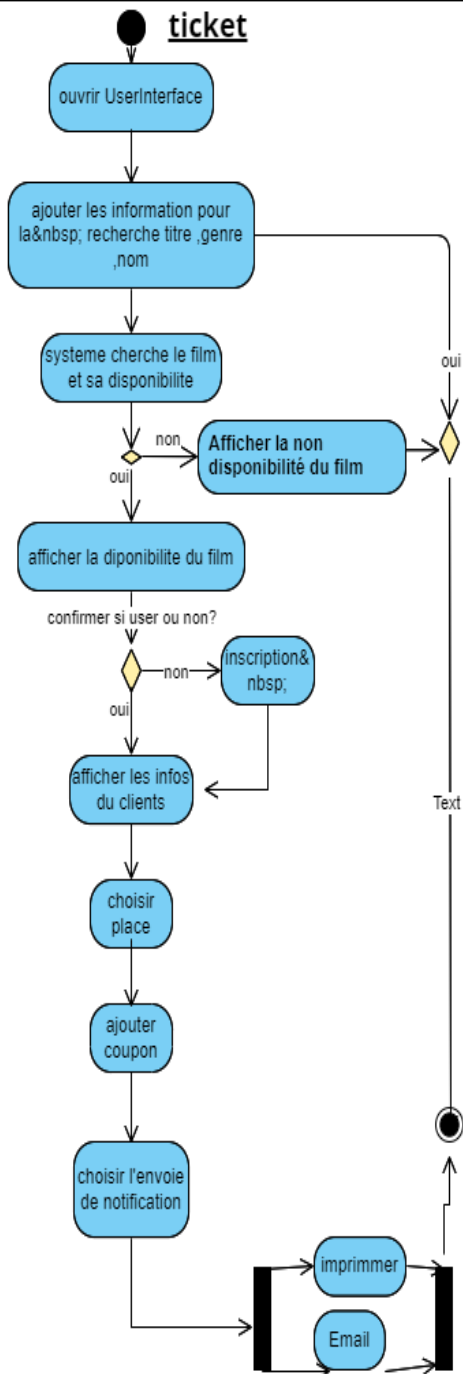 ticket
ouvrir UserInterface
ajouter les information pour
la&nbsp; recherche titre ,genre
,nom
oui
systeme cherche le film
et sa disponibilite
non
Afficher la non
disponibilité du film
oui
afficher la diponibilite du film
confirmer si user ou non?
non
inscription&
nbsp;
oui
afficher les infos
du clients
Text
choisir
place
ajouter
coupon
choisir l'envoie
de notification
imprimmer
Email